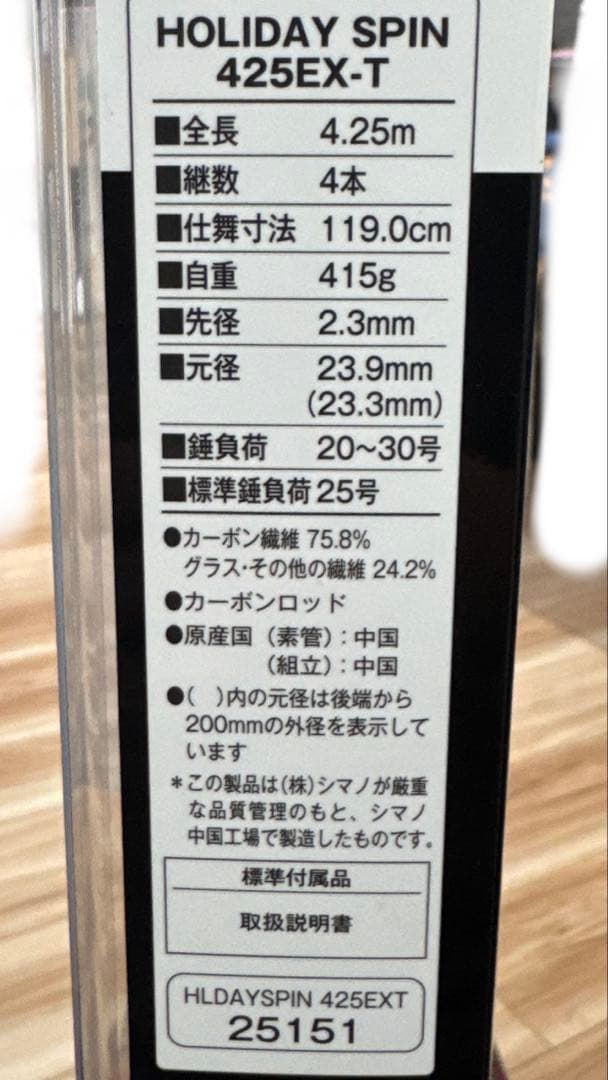 HOLIDAY SPIN
425EX-T
■全長 4.25m
■継数 4本
■仕舞寸法 119.0cm
■自重 415g
■先径 2.3mm
■元径 23.9mm
(23.3mm)
■錘負荷 20~30号
■標準錘負荷 25号
●カーボン繊維 75.8%
グラス・その他の繊維 24.2%
●カーボンロッド
●原産国(素管):中国
(組立):中国
●( )内の元径は後端から
200mmの外径を表示して
います
*この製品は(株)シマノが厳重
な品質管理のもと、シマノ
中国工場で製造したものです。
標準付属品
取扱説明書
HLDAYSPIN 425EXT
25151